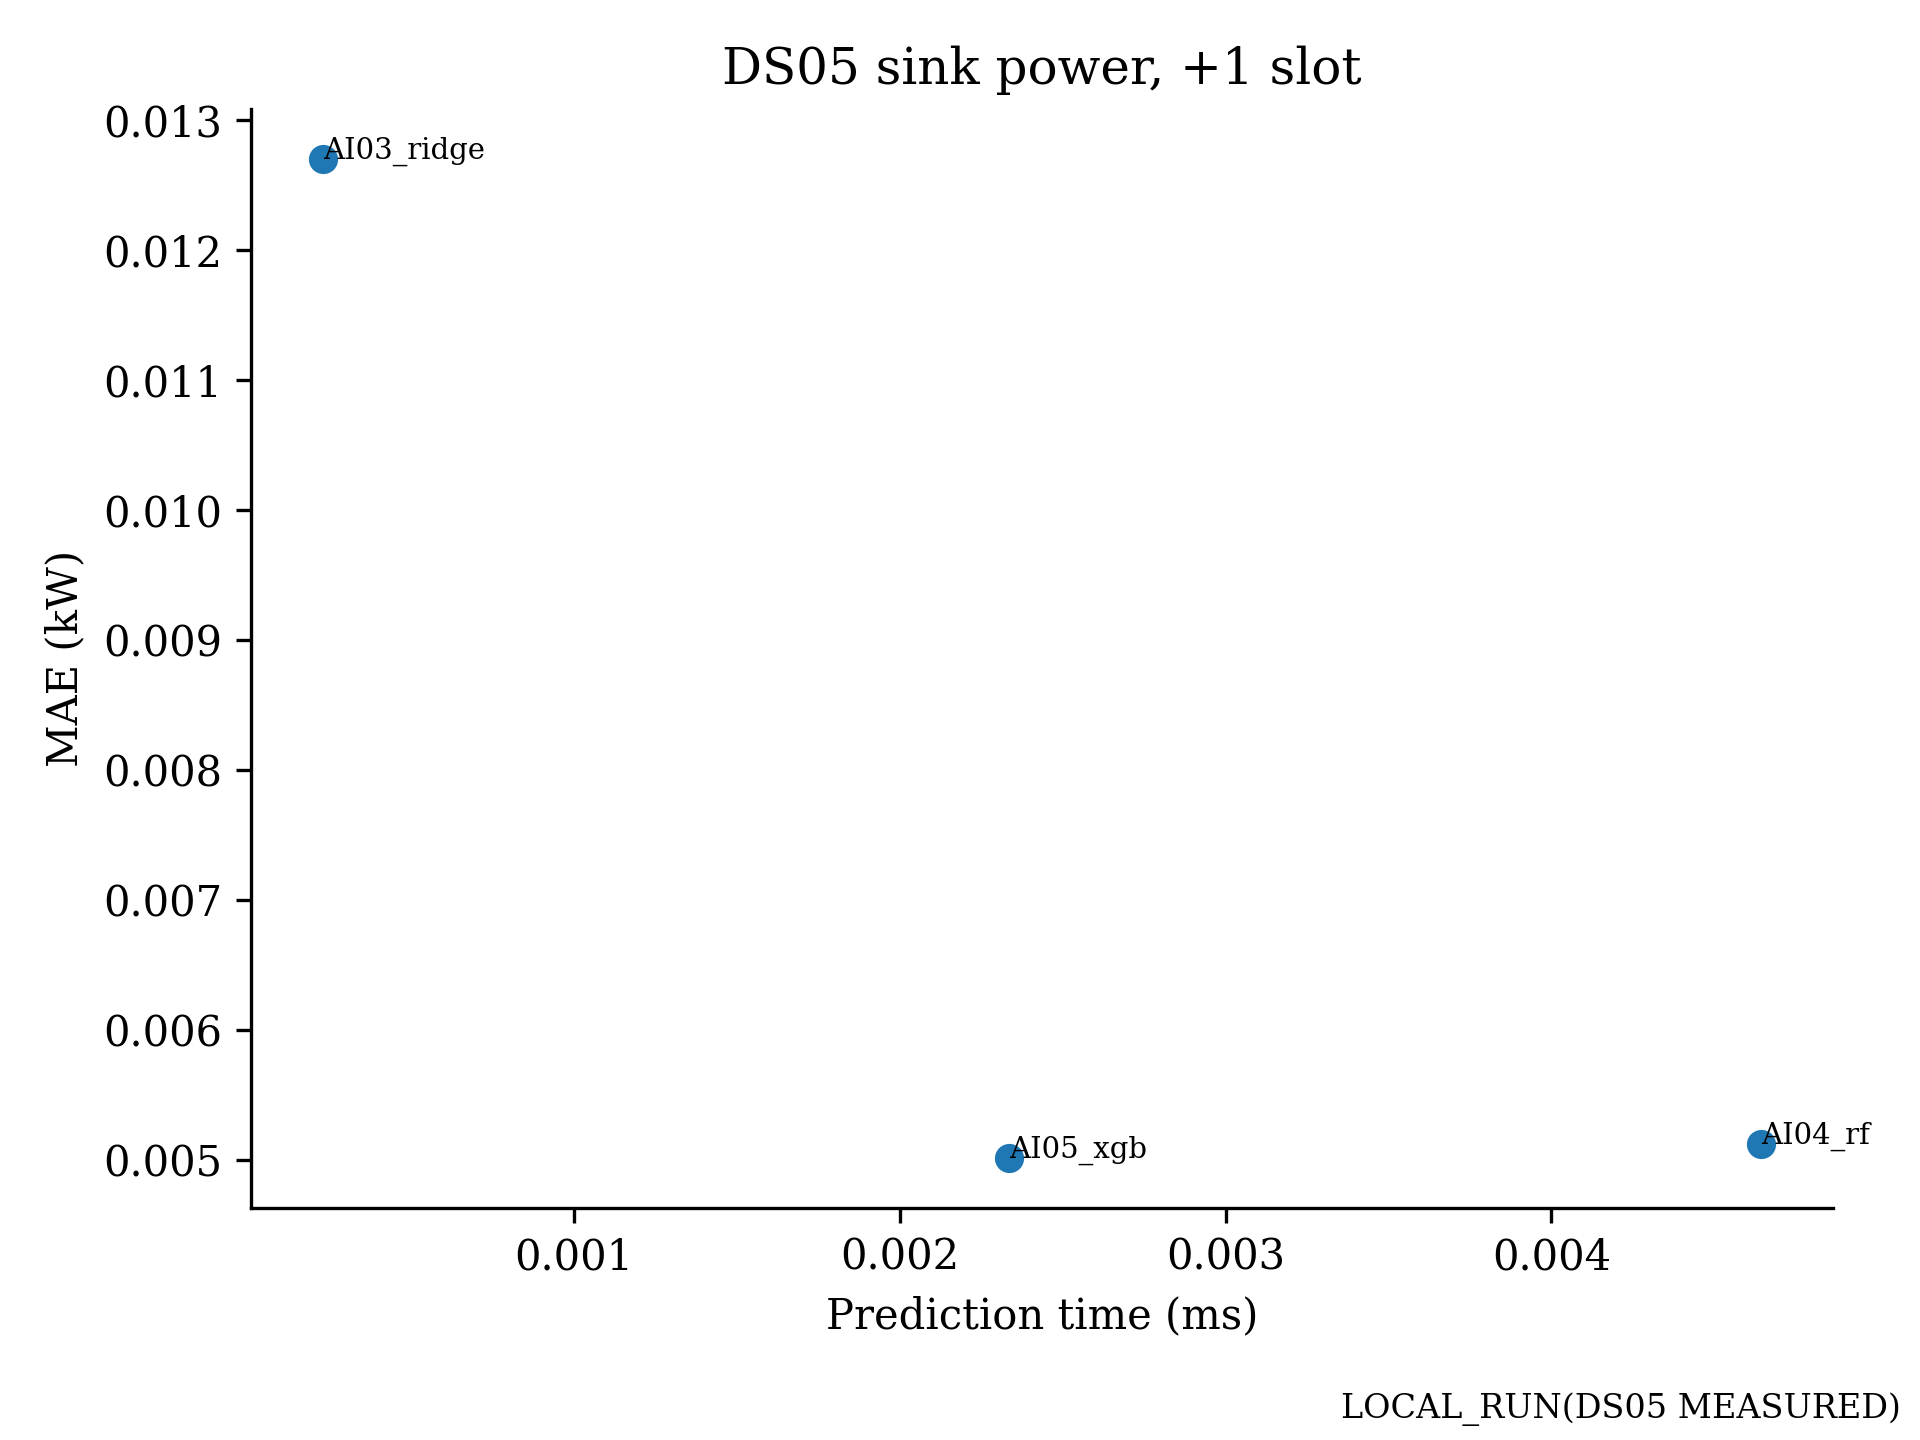 DS05 sink power, +1 slot
0.013
AI03_ridge
0.012
0.011
0.010
0.009
MAE (kW)
0.008
0.007
0.006
0.005
AI05_xgb
AI04_rf
0.001 0.002 0.003 0.004
Prediction time (ms)
LOCAL_RUN(DS05 MEASURED)